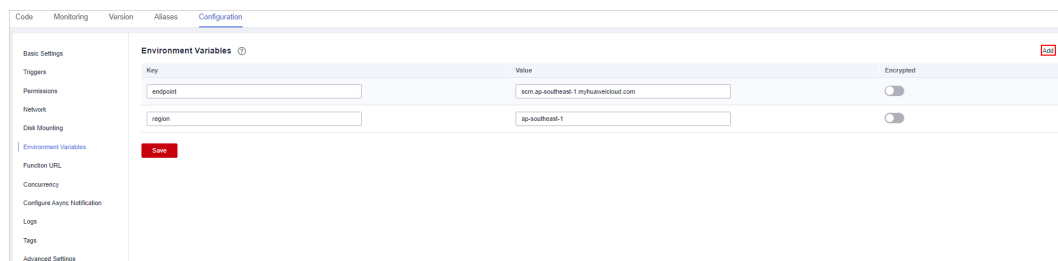 Code Monitoring Version Aliases Configuration
Basic Settings
Triggers
Permissions
Network
Disk Mounting
Environment Variables
Function URL
Concurrency
Configure Async Notification
Logs
Tags
Advanced Settings
Environment Variables ?
Add
Key Value Encrypted
endpoint scm.ap-southeast-1.myhuaweicloud.com
region ap-southeast-1
Save